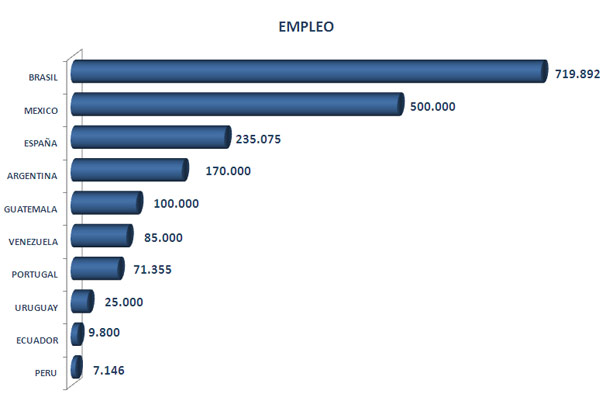 EMPLEO
BRASIL 719.892
MEXICO 500.000
ESPAÑA 235.075
ARGENTINA 170.000
GUATEMALA 100.000
VENEZUELA 85.000
PORTUGAL 71.355
URUGUAY 25.000
ECUADOR 9.800
PERU 7.146